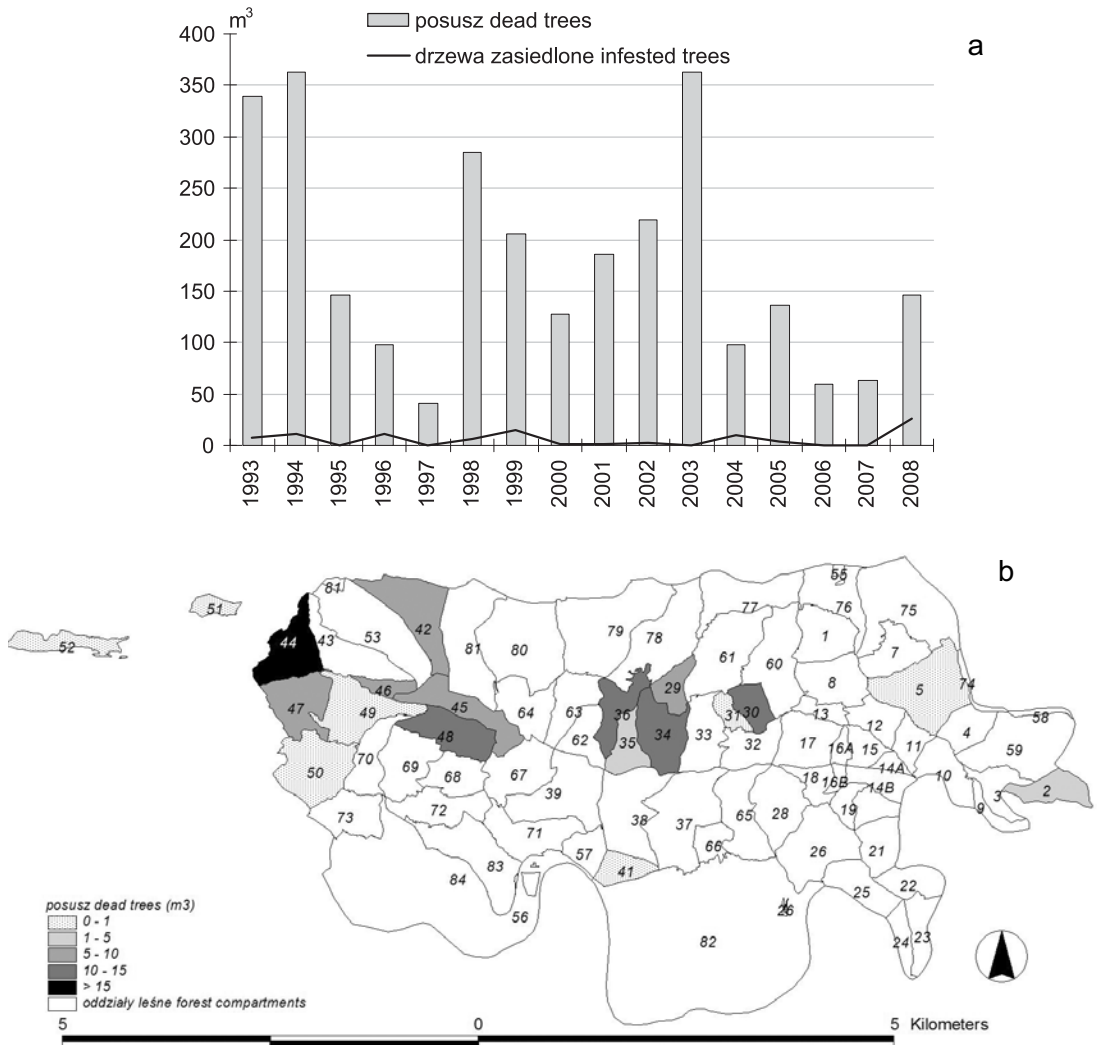 m³
posusz dead trees
drzewa zasiedlone infested trees
a
400
350
300
250
200
150
100
50
0
1993 1994 1995 1996 1997 1998 1999 2000 2001 2002 2003 2004 2005 2006 2007 2008
b
81 55
51 77 76 75
44 43 53 42 81 80 79 78 1
52 61 60 7
46 29 8 5 74
47 49 45 64 63 36 31 30 13 58
48 62 35 34 33 32 17 16A 15 12 11 4 59
50 70 69 68 67 18 16B 14A 10
39 14B 3 2
73 72 38 37 65 28 19 9
71 66
83 57 41 26 21
84 25 22
56 26
82 24 23
posusz dead trees (m3)
0 - 1
1 - 5
5 - 10
10 - 15
> 15
oddziały leśne forest compartments
5 0 5 Kilometers